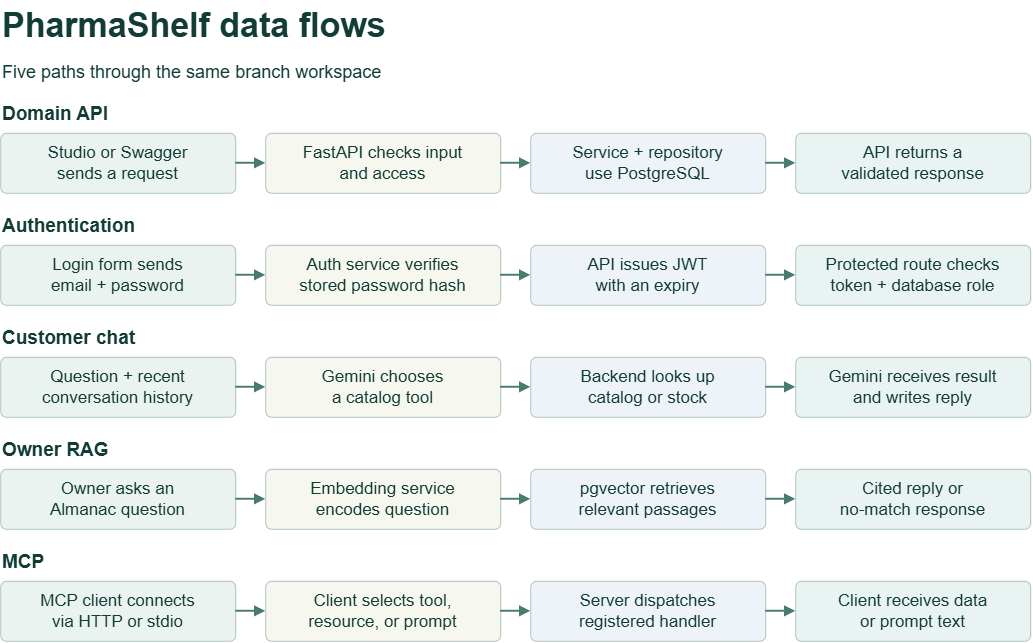 PharmaShelf data flows
Five paths through the same branch workspace
Domain API
Studio or Swagger
sends a request
FastAPI checks input
and access
Service + repository
use PostgreSQL
API returns a
validated response
Authentication
Login form sends
email + password
Auth service verifies
stored password hash
API issues JWT
with an expiry
Protected route checks
token + database role
Customer chat
Question + recent
conversation history
Gemini chooses
a catalog tool
Backend looks up
catalog or stock
Gemini receives result
and writes reply
Owner RAG
Owner asks an
Almanac question
Embedding service
encodes question
pgvector retrieves
relevant passages
Cited reply or
no-match response
MCP
MCP client connects
via HTTP or stdio
Client selects tool,
resource, or prompt
Server dispatches
registered handler
Client receives data
or prompt text